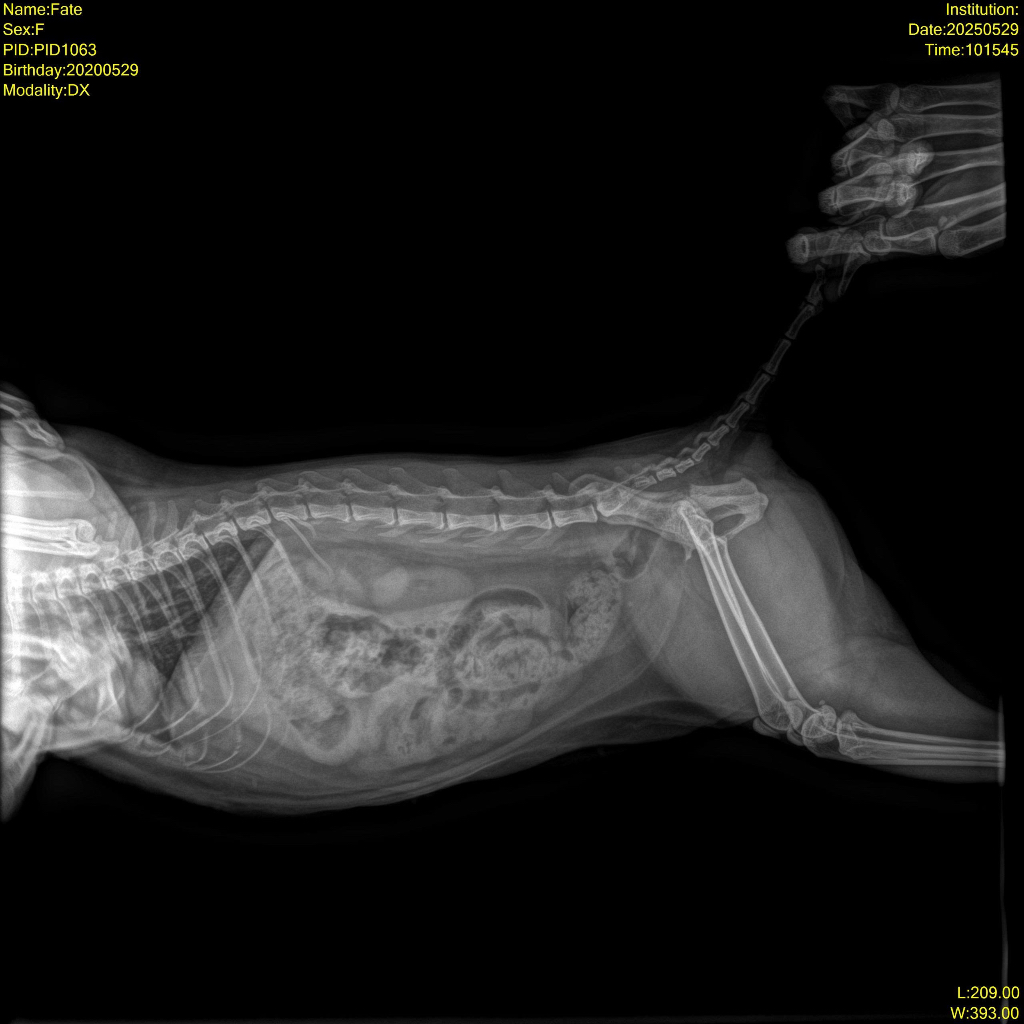 Name:Fate
Sex:F
PID:PID1063
Birthday:20200529
Modality:DX
Institution:
Date:20250529
Time:101545
L:209.00
W:393.00